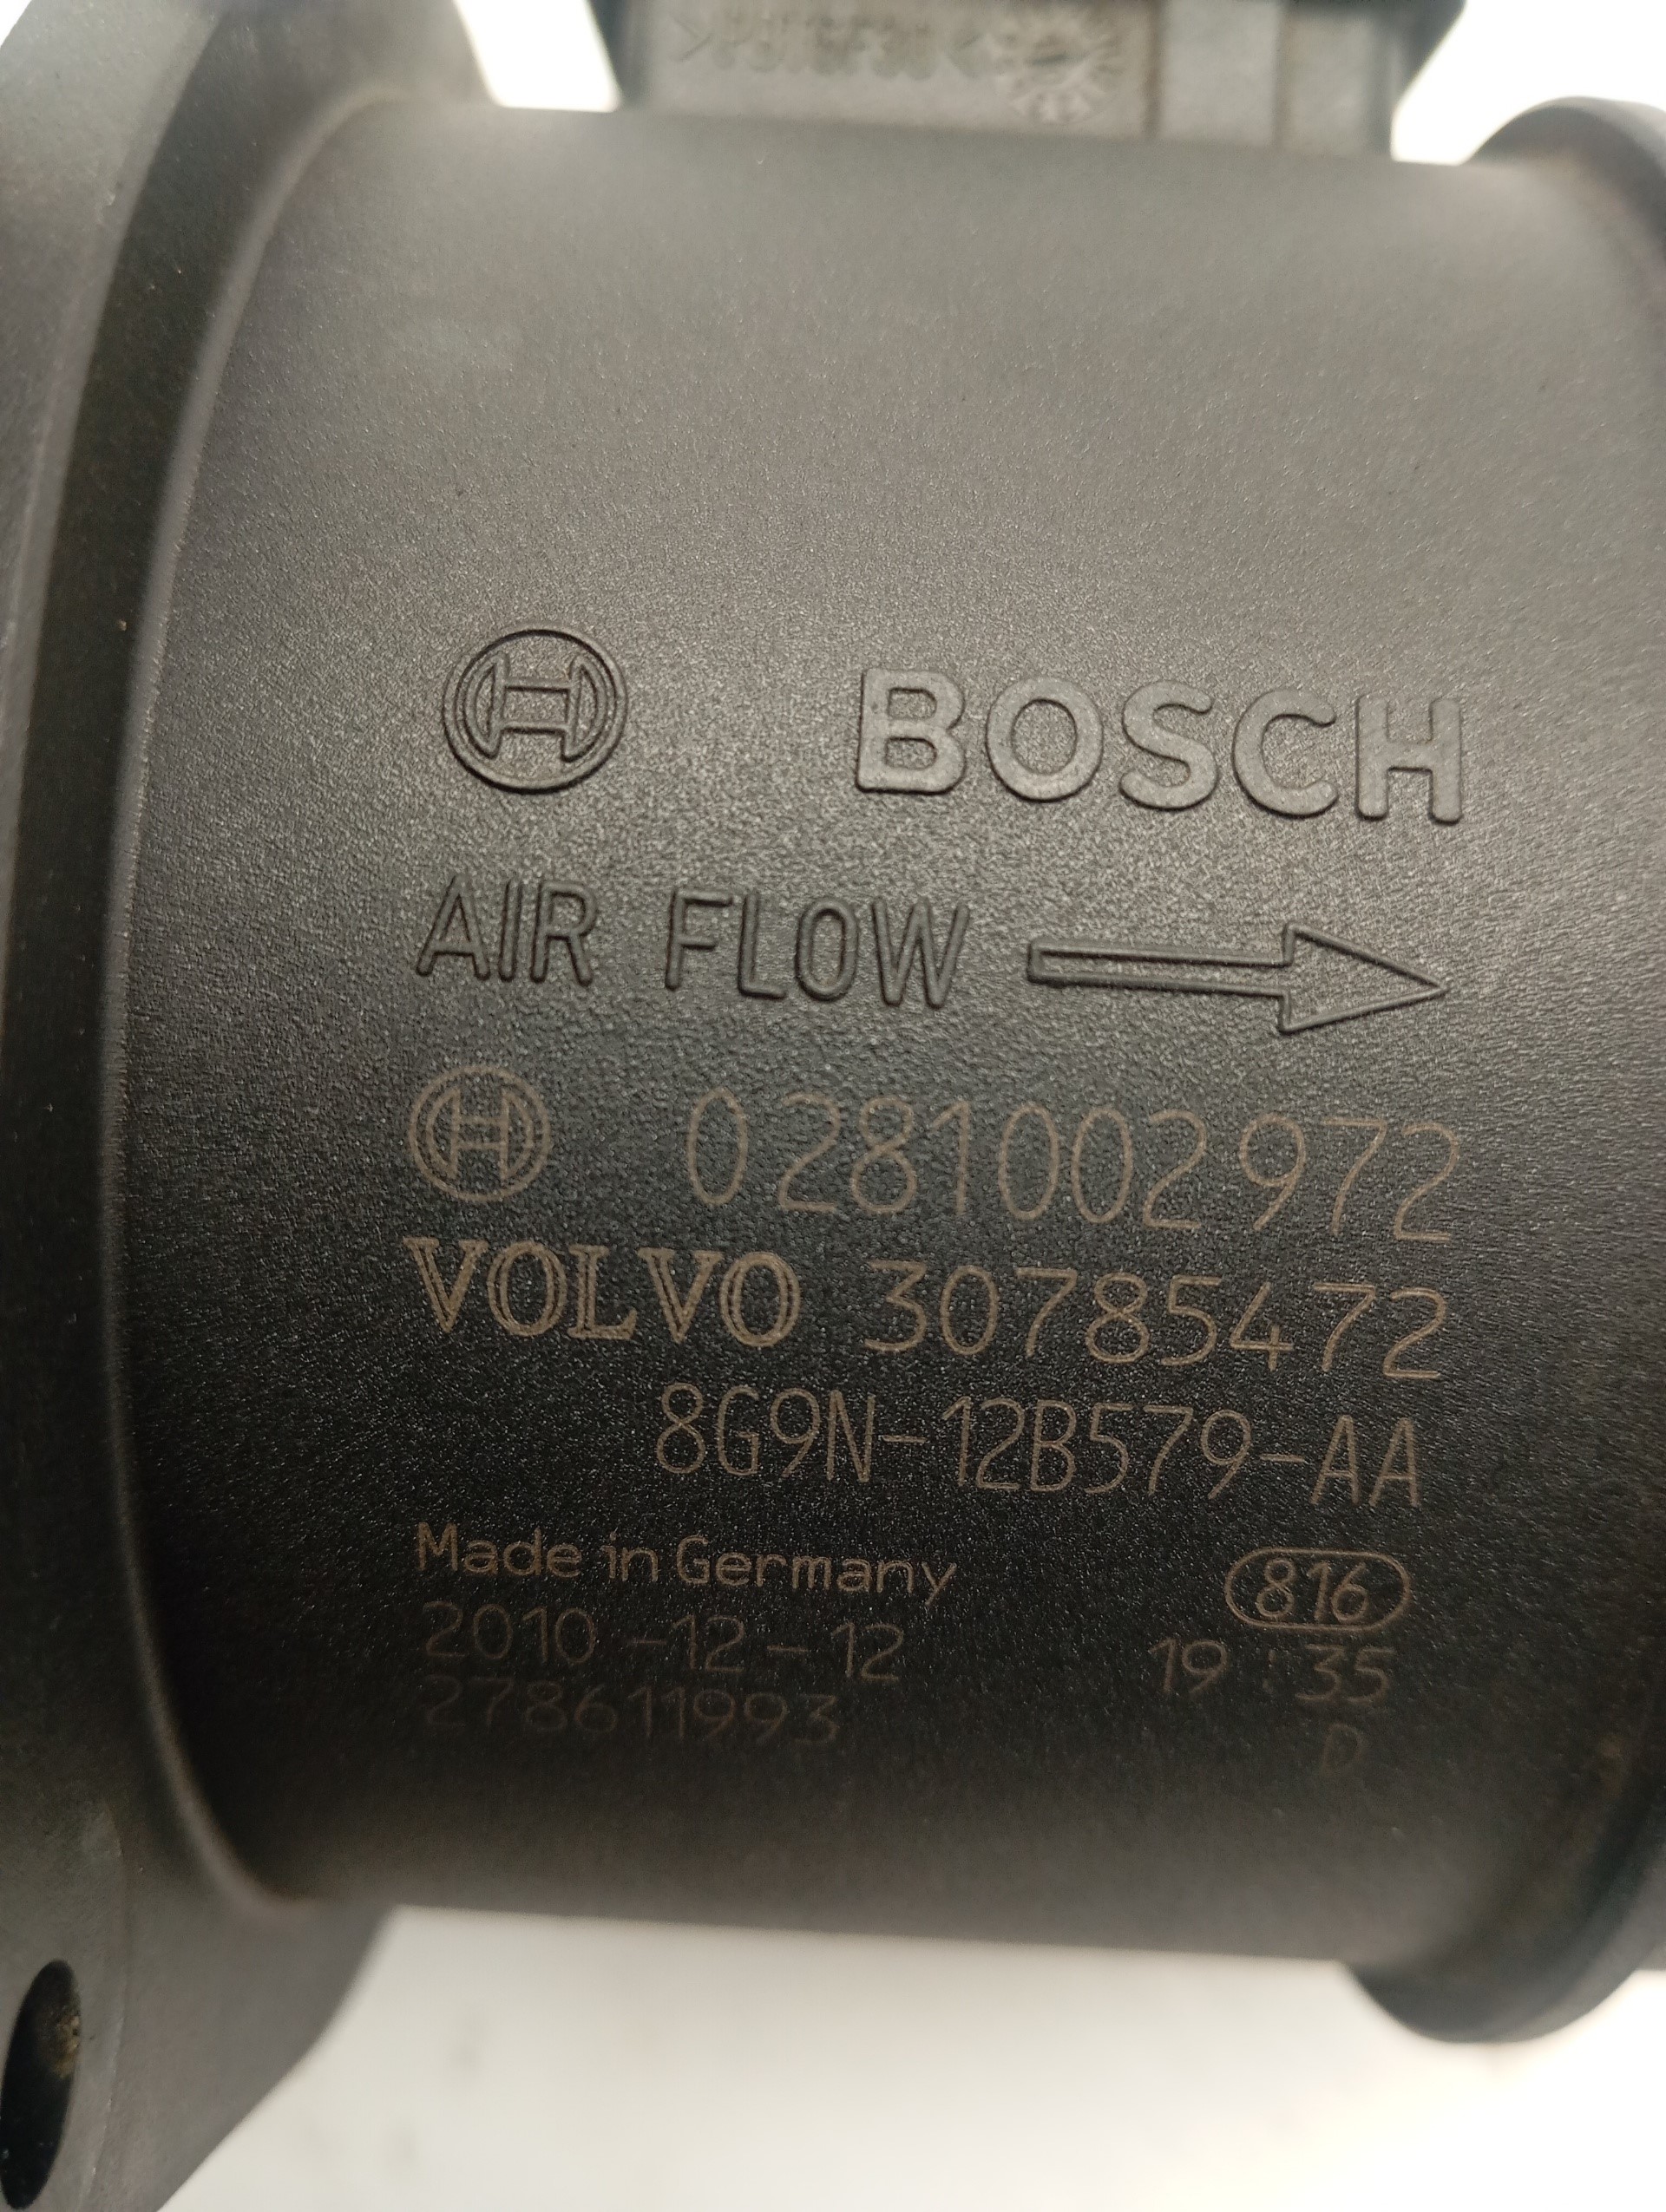 BOSCH
AIR FLOW
0281002972
VOLVO 30785472
8G9N-12B579-AA
Made in Germany 816
2010-12-12 19:35
278611993 D